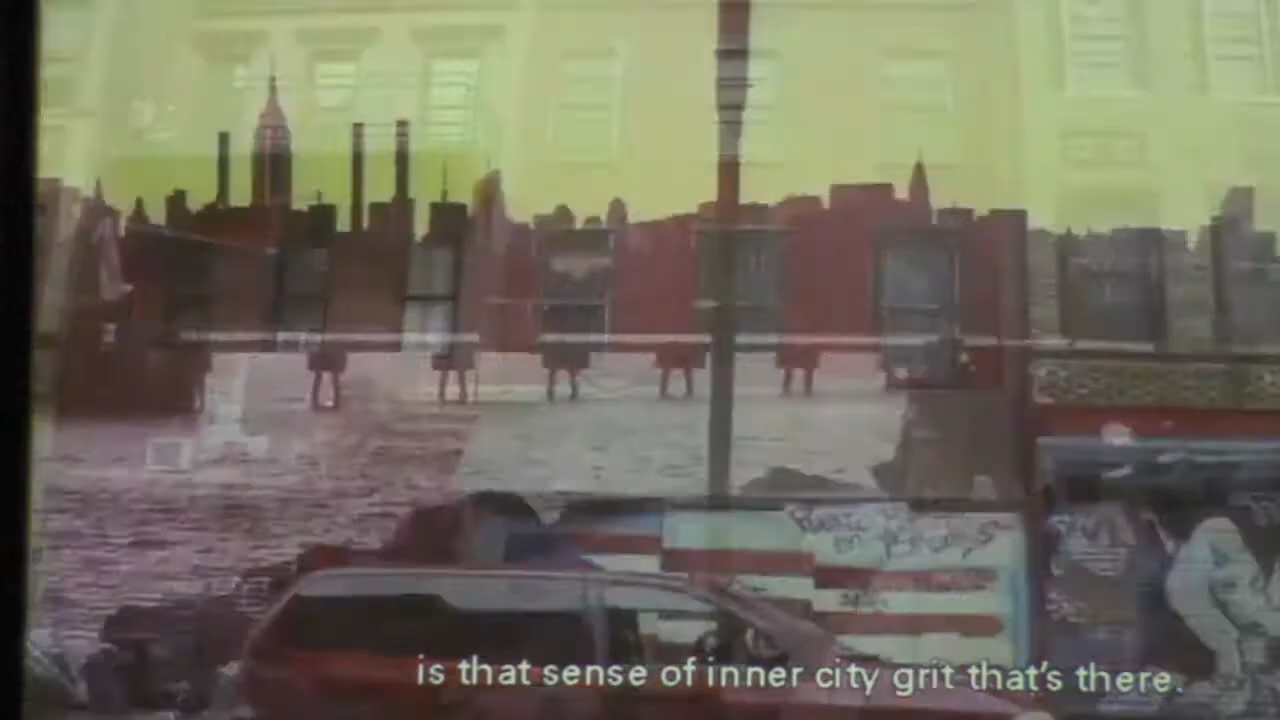 is that sense of inner city grit that's there.